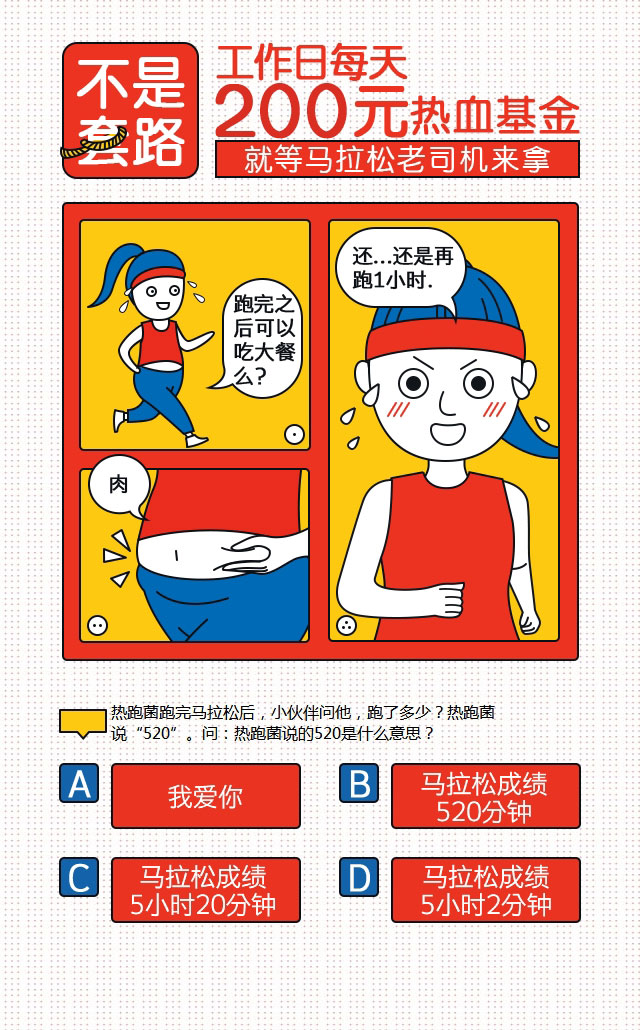 不是
套路
工作日每天
200元热血基金
就等马拉松老司机来拿
跑完之
后可以
吃大餐
么?
肉
还...还是再
跑1小时.
热跑菌跑完马拉松后，小伙伴问他，跑了多少？热跑菌
说“520”。问：热跑菌说的520是什么意思？
A
我爱你
B
马拉松成绩
520分钟
C
马拉松成绩
5小时20分钟
D
马拉松成绩
5小时2分钟